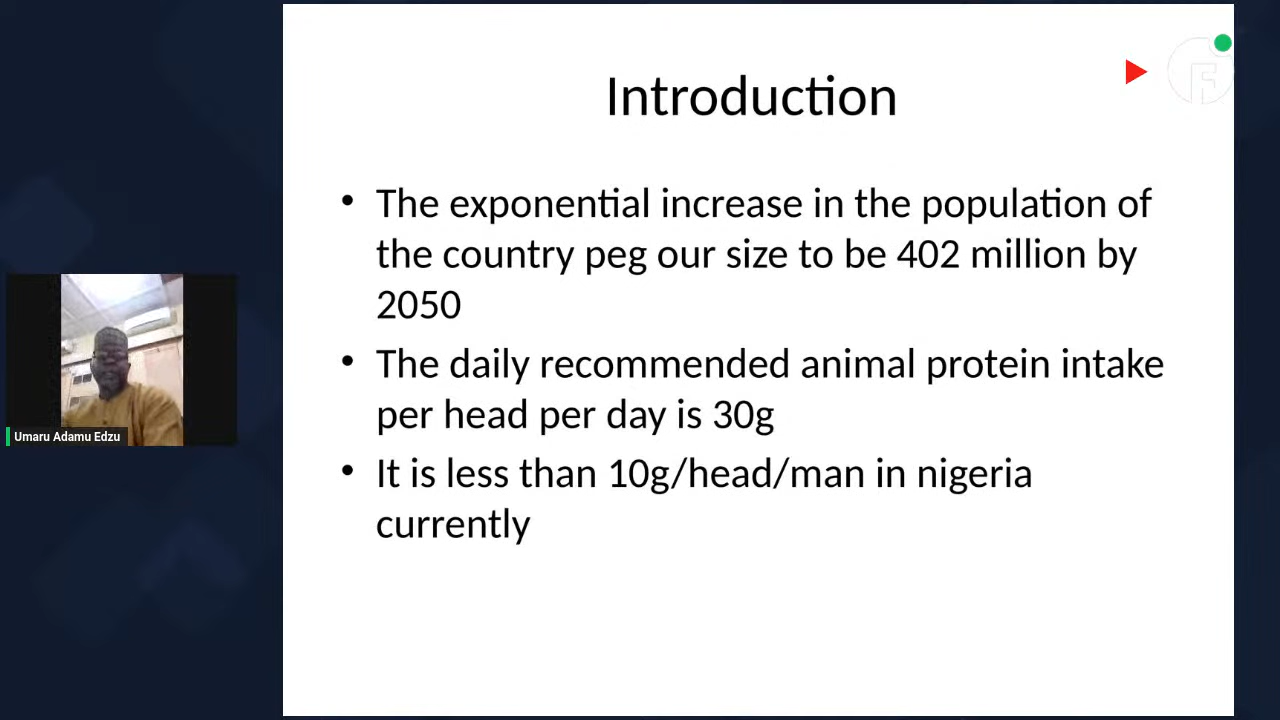 Introduction
• The exponential increase in the population of
the country peg our size to be 402 million by
2050
• The daily recommended animal protein intake
per head per day is 30g
• It is less than 10g/head/man in nigeria
currently
Umaru Adamu Edzu